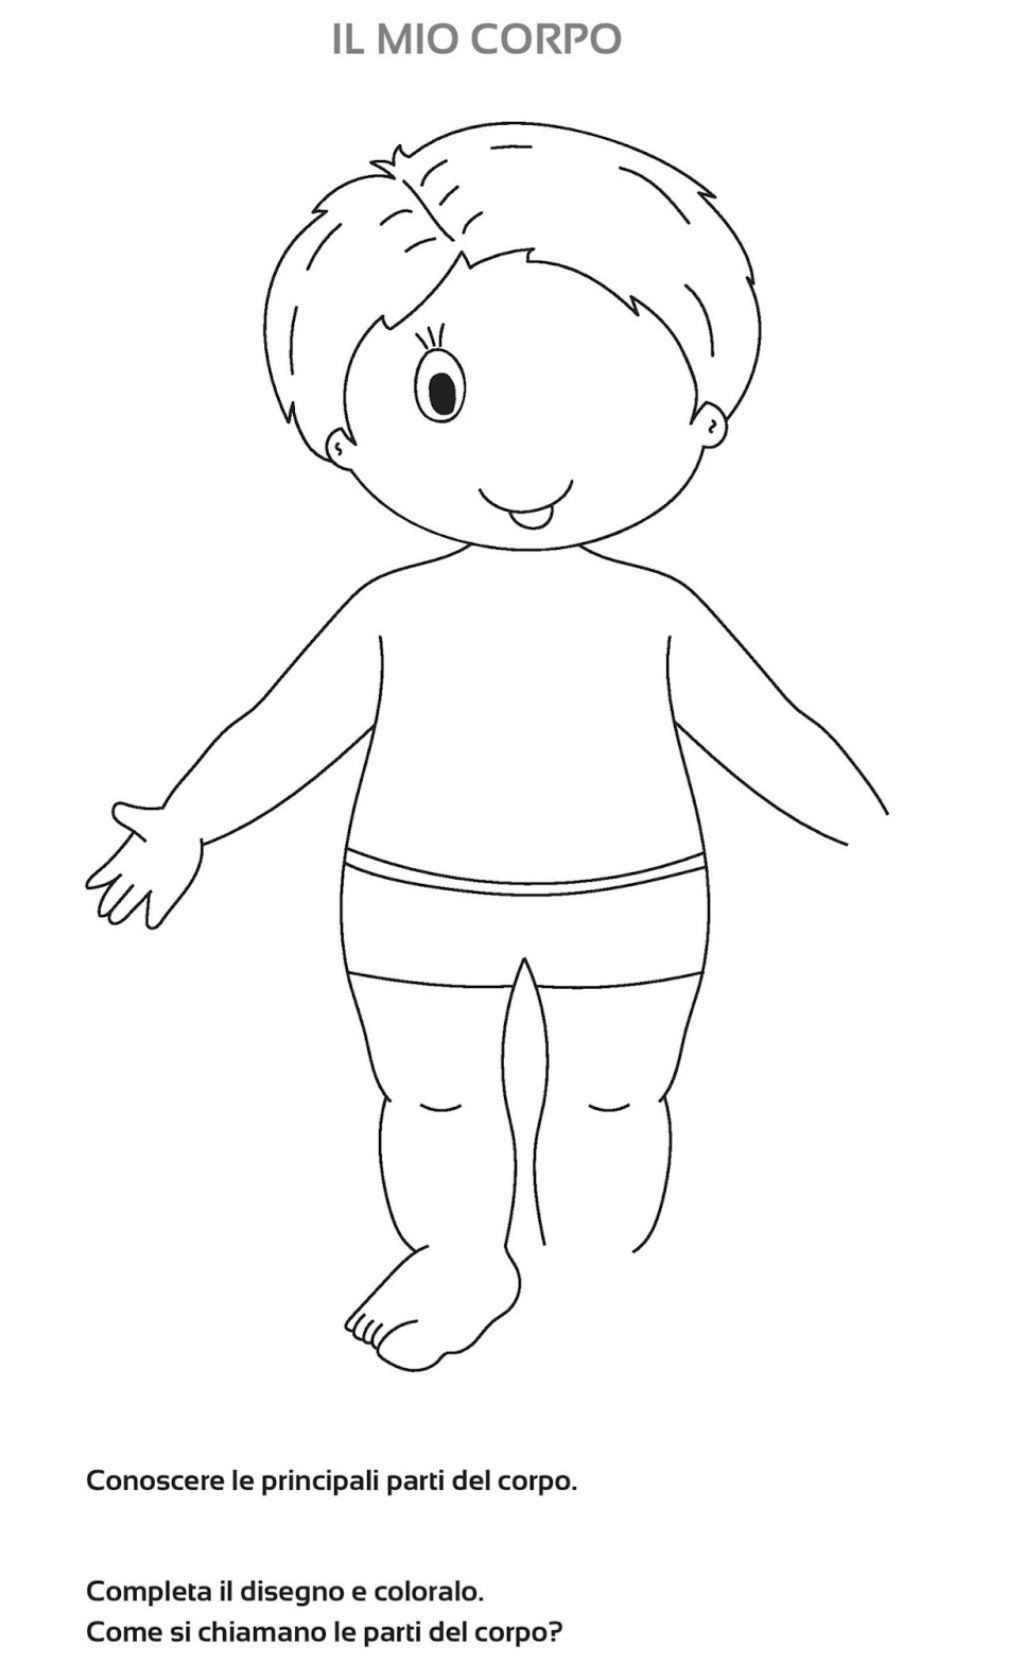 IL MIO CORPO
Conoscere le principali parti del corpo.
Completa il disegno e coloralo.
Come si chiamano le parti del corpo?